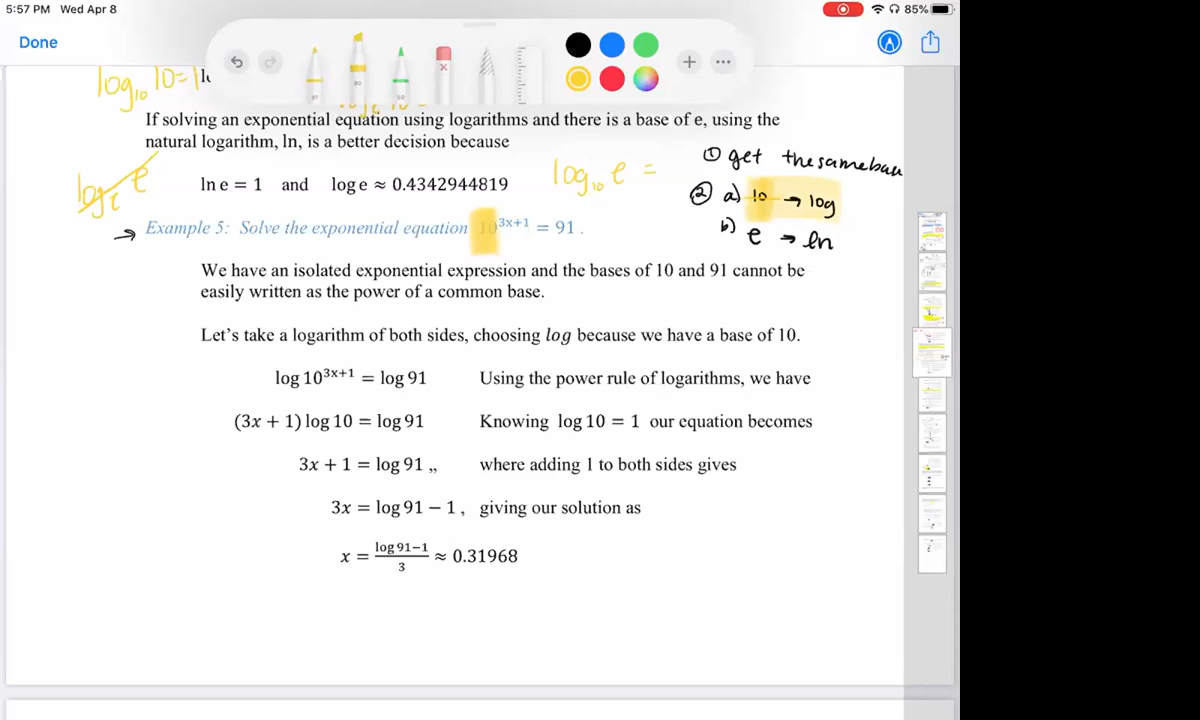 5:57 PM Wed Apr 8
85%
Done
log₁₀ 10=1
If solving an exponential equation using logarithms and there is a base of e, using the
natural logarithm, ln, is a better decision because
① get the same base
log e
ln e = 1 and log e ≈ 0.4342944819
log₁₀ e =
② a) 10 → log
b) e → ln
→ Example 5: Solve the exponential equation 10³ˣ⁺¹ = 91 .
We have an isolated exponential expression and the bases of 10 and 91 cannot be
easily written as the power of a common base.
Let's take a logarithm of both sides, choosing log because we have a base of 10.
log 10³ˣ⁺¹ = log 91 Using the power rule of logarithms, we have
(3x + 1) log 10 = log 91 Knowing log 10 = 1 our equation becomes
3x + 1 = log 91 ,, where adding 1 to both sides gives
3x = log 91 − 1 , giving our solution as
x = (log 91−1)/3 ≈ 0.31968